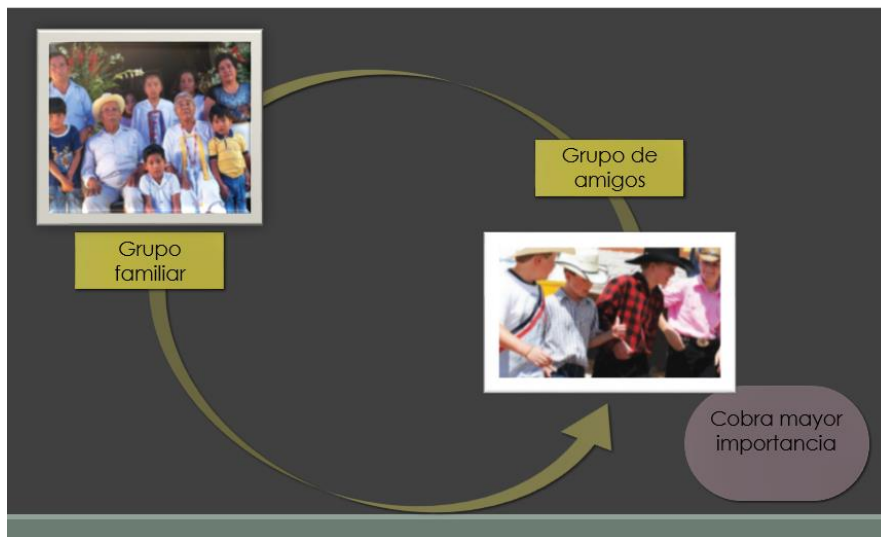 Grupo de
amigos
Grupo
familiar
Cobra mayor
importancia